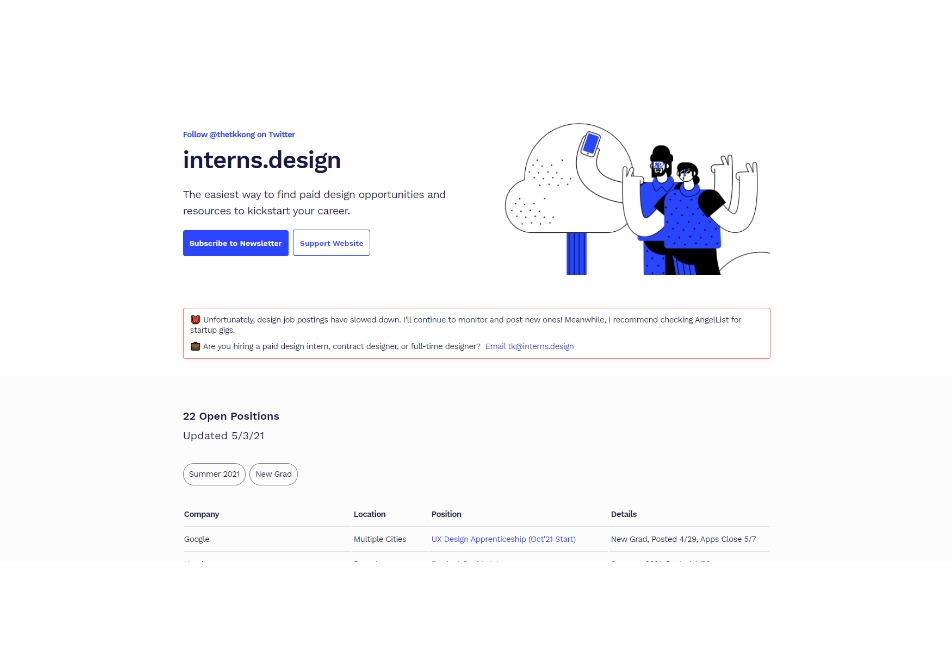 Follow @thetkkong on Twitter
interns.design
The easiest way to find paid design opportunities and
resources to kickstart your career.
Subscribe to Newsletter
Support Website
Unfortunately, design job postings have slowed down. I'll continue to monitor and post new ones! Meanwhile, I recommend checking AngelList for
startup gigs.
Are you hiring a paid design intern, contract designer, or full-time designer? Email tk@interns.design
22 Open Positions
Updated 5/3/21
Summer 2021
New Grad
Company Location Position Details
Google Multiple Cities UX Design Apprenticeship (Oct'21 Start) New Grad, Posted 4/29, Apps Close 5/7